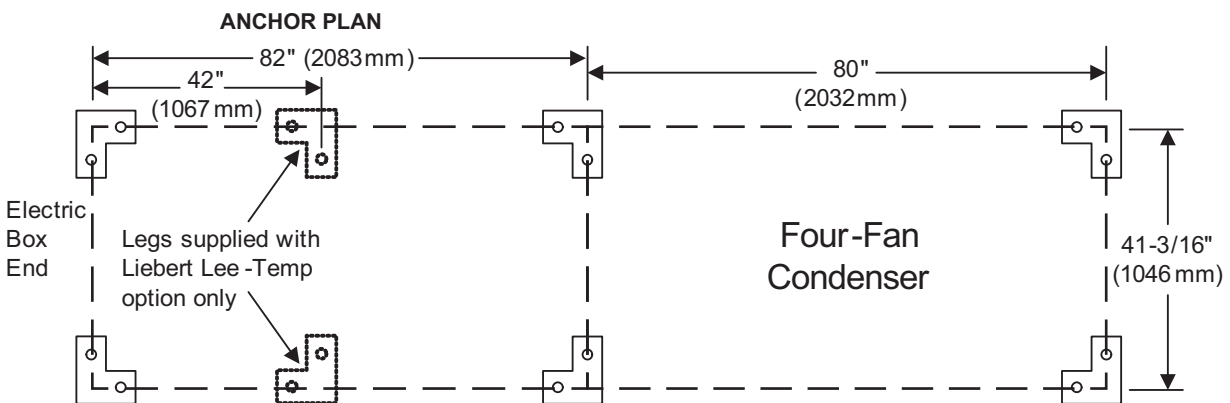 ANCHOR PLAN
82" (2083mm)
42"
(1067 mm)
80"
(2032mm)
Electric
Box
End
Legs supplied with
Liebert Lee-Temp
option only
Four-Fan
Condenser
41-3/16"
(1046 mm)